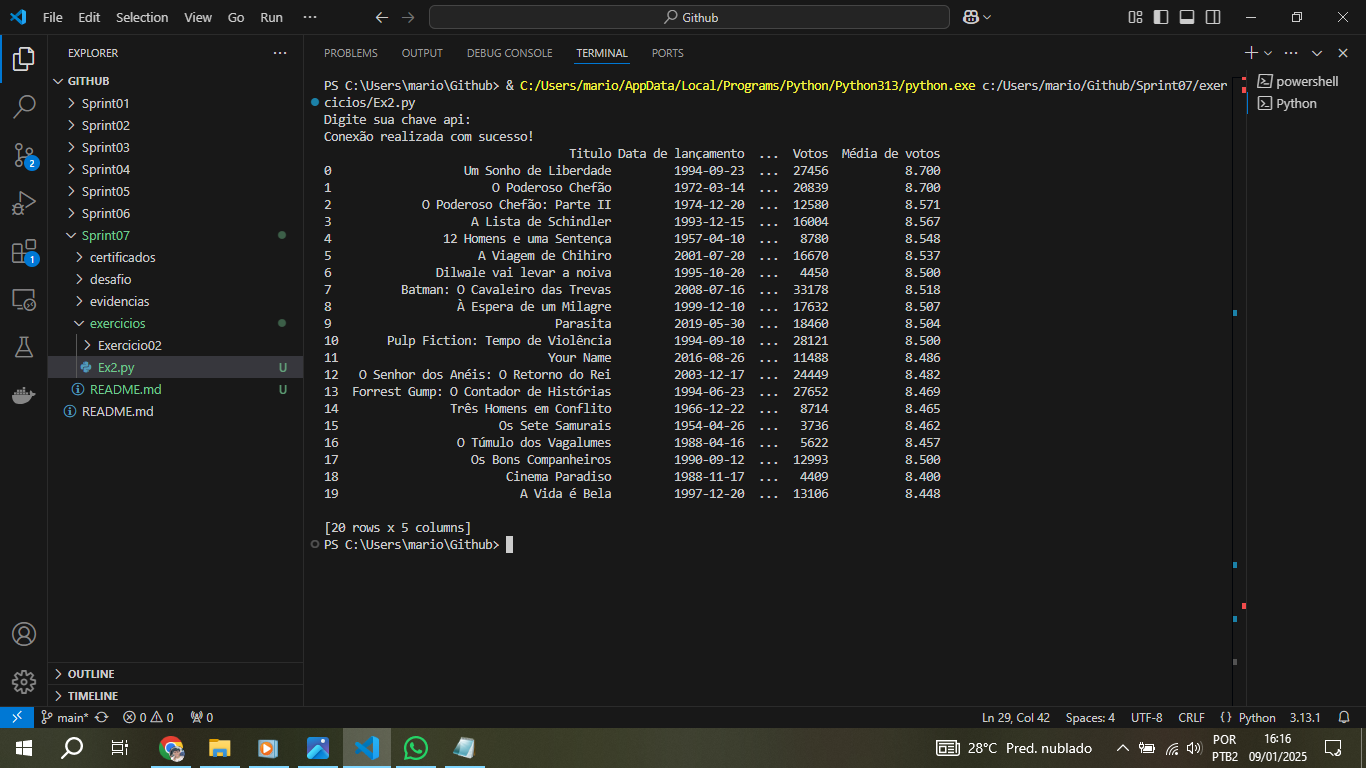 File Edit Selection View Go Run ··· Github
EXPLORER ···
GITHUB
Sprint01
Sprint02
Sprint03
Sprint04
Sprint05
Sprint06
Sprint07
certificados
desafio
evidencias
exercicios
Exercicio02
Ex2.py U
README.md U
README.md
OUTLINE
TIMELINE
2
1
PROBLEMS OUTPUT DEBUG CONSOLE TERMINAL PORTS
powershell
Python
PS C:\Users\mario\Github> & C:/Users/mario/AppData/Local/Programs/Python/Python313/python.exe c:/Users/mario/Github/Sprint07/exer
cicios/Ex2.py
Digite sua chave api:
Conexão realizada com sucesso!
Titulo Data de lançamento ... Votos Média de votos
0 Um Sonho de Liberdade 1994-09-23 ... 27456 8.700
1 O Poderoso Chefão 1972-03-14 ... 20839 8.700
2 O Poderoso Chefão: Parte II 1974-12-20 ... 12580 8.571
3 A Lista de Schindler 1993-12-15 ... 16004 8.567
4 12 Homens e uma Sentença 1957-04-10 ... 8780 8.548
5 A Viagem de Chihiro 2001-07-20 ... 16670 8.537
6 Dilwale vai levar a noiva 1995-10-20 ... 4450 8.500
7 Batman: O Cavaleiro das Trevas 2008-07-16 ... 33178 8.518
8 À Espera de um Milagre 1999-12-10 ... 17632 8.507
9 Parasita 2019-05-30 ... 18460 8.504
10 Pulp Fiction: Tempo de Violência 1994-09-10 ... 28121 8.500
11 Your Name 2016-08-26 ... 11488 8.486
12 O Senhor dos Anéis: O Retorno do Rei 2003-12-17 ... 24449 8.482
13 Forrest Gump: O Contador de Histórias 1994-06-23 ... 27652 8.469
14 Três Homens em Conflito 1966-12-22 ... 8714 8.465
15 Os Sete Samurais 1954-04-26 ... 3736 8.462
16 O Túmulo dos Vagalumes 1988-04-16 ... 5622 8.457
17 Os Bons Companheiros 1990-09-12 ... 12993 8.500
18 Cinema Paradiso 1988-11-17 ... 4409 8.400
19 A Vida é Bela 1997-12-20 ... 13106 8.448
[20 rows x 5 columns]
PS C:\Users\mario\Github>
main* 0 0 0 Ln 29, Col 42 Spaces: 4 UTF-8 CRLF {} Python 3.13.1
28°C Pred. nublado POR 16:16
PTB2 09/01/2025